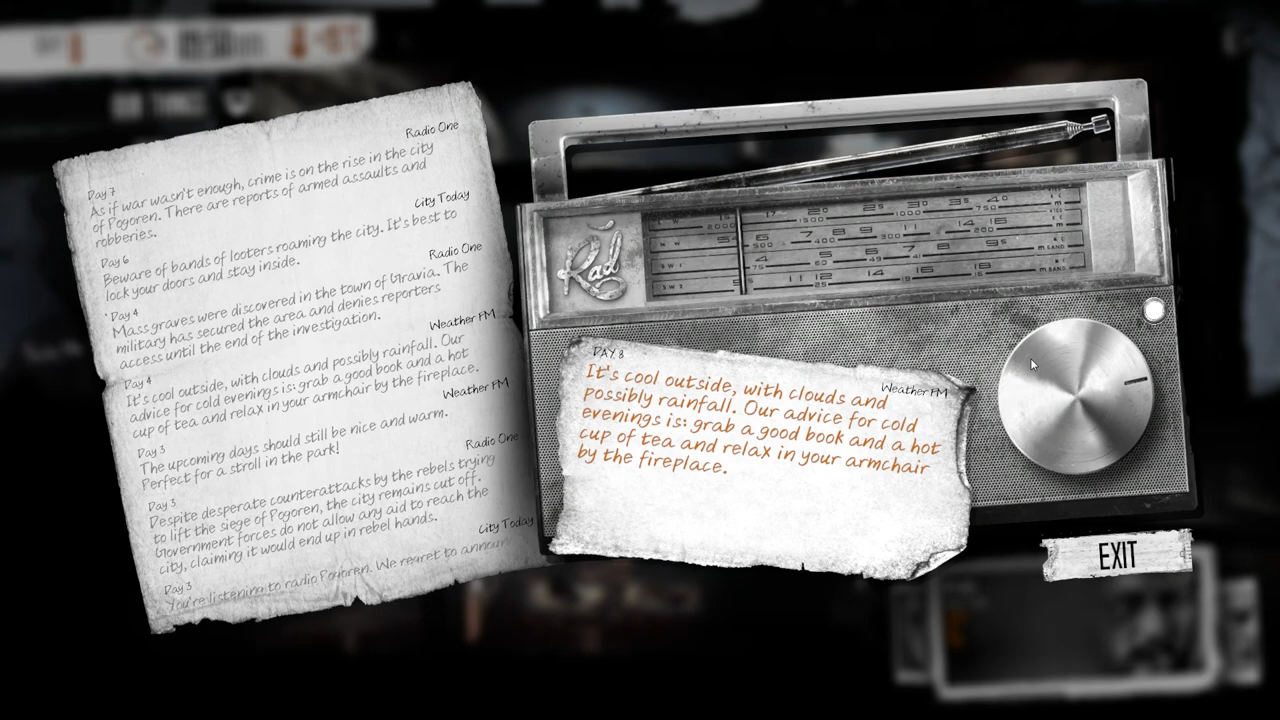 Radio One
Day 7
As if war wasn't enough, crime is on the rise in the city
of Pogoren. There are reports of armed assaults and
robberies.
City Today
Day 6
Beware of bands of looters roaming the city. It's best to
lock your doors and stay inside.
Radio One
Day 4
Mass graves were discovered in the town of Gravia. The
military has secured the area and denies reporters
access until the end of the investigation.
Weather FM
Day 4
It's cool outside, with clouds and possibly rainfall. Our
advice for cold evenings is: grab a good book and a hot
cup of tea and relax in your armchair by the fireplace.
Weather FM
Day 3
The upcoming days should still be nice and warm.
Perfect for a stroll in the park!
Radio One
Day 3
Despite desperate counterattacks by the rebels trying
to lift the siege of Pogoren, the city remains cut off.
Government forces do not allow any aid to reach the
city, claiming it would end up in rebel hands.
City Today
Day 3
You're listening to radio Pogoren. We regret to announ
Rad
DAY 8
Weather FM
It's cool outside, with clouds and
possibly rainfall. Our advice for cold
evenings is: grab a good book and a hot
cup of tea and relax in your armchair
by the fireplace.
EXIT